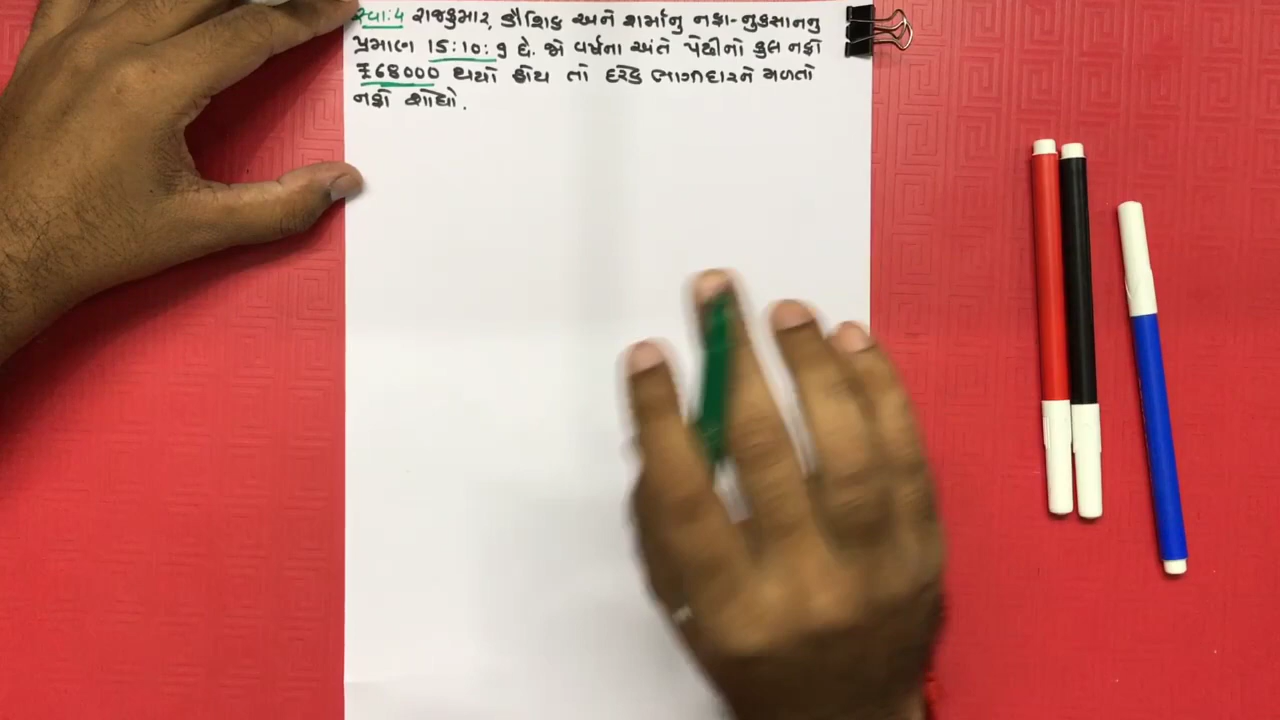 સ્વા:4 રાજકુમાર, કૌશિક અને શર્માનુ નફા-નુકસાનનુ
પ્રમાણ 15:10:9 છે. જો વર્ષના અંતે પેઢીનો કુલ નફો
₹68000 થયો હોય તો દરેક ભાગીદારને મળતો
નફો શોધો.